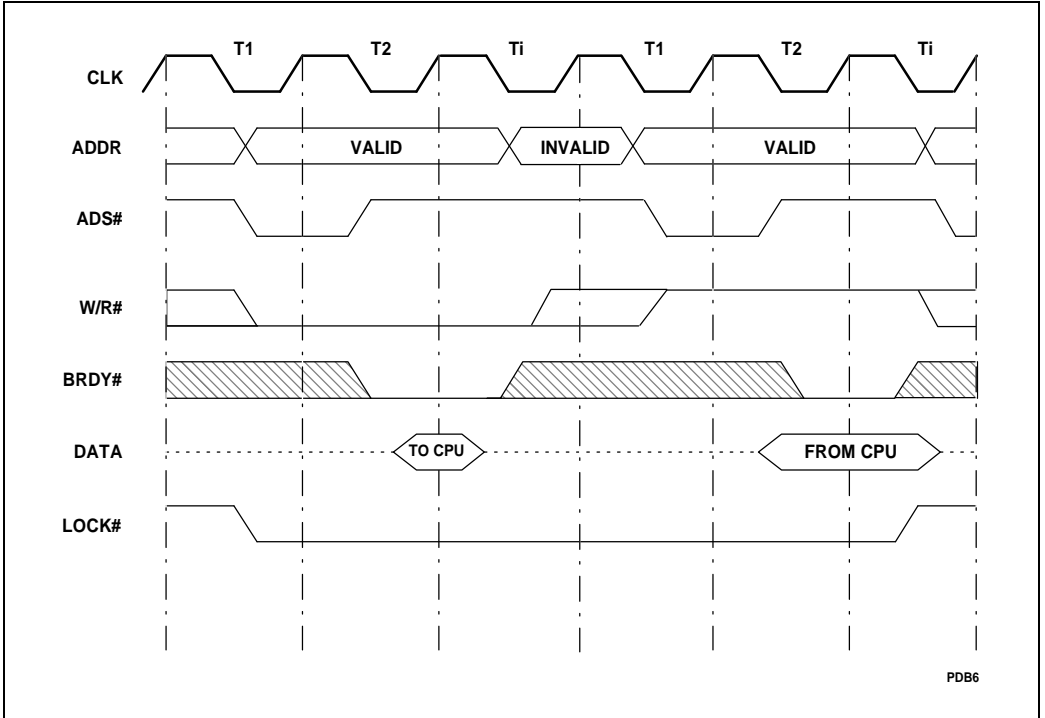 T1 T2 Ti T1 T2 Ti
CLK
ADDR VALID INVALID VALID
ADS#
W/R#
BRDY#
DATA TO CPU FROM CPU
LOCK#
PDB6